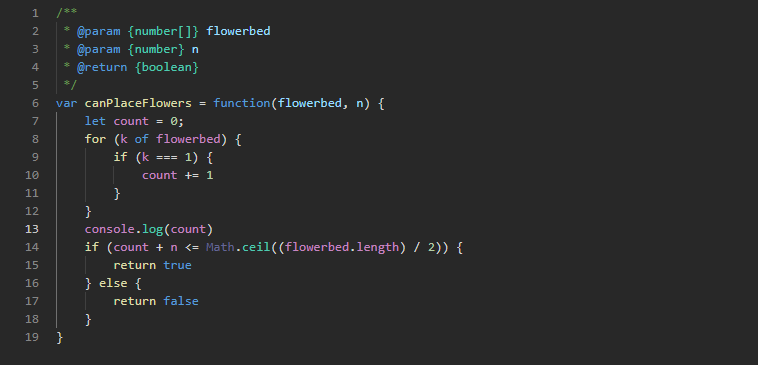 1 /**
2  * @param {number[]} flowerbed
3  * @param {number} n
4  * @return {boolean}
5  */
6 var canPlaceFlowers = function(flowerbed, n) {
7     let count = 0;
8     for (k of flowerbed) {
9         if (k === 1) {
10             count += 1
11         }
12     }
13     console.log(count)
14     if (count + n <= Math.ceil((flowerbed.length) / 2)) {
15         return true
16     } else {
17         return false
18     }
19 }